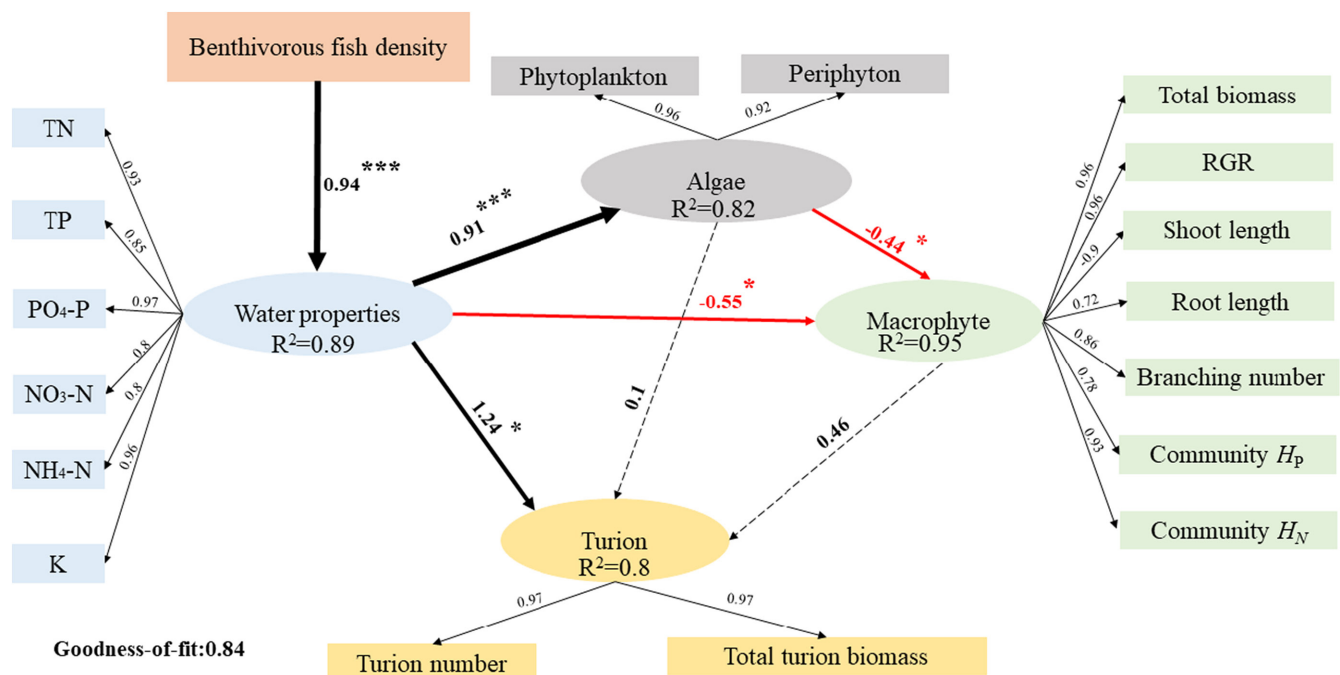 Benthivorous fish density
0.94***
TN
TP
PO₄-P
NO₃-N
NH₄-N
K
0.93
0.85
0.97
0.8
0.8
0.96
Water properties
R²=0.89
0.91***
-0.55*
1.24*
Phytoplankton
Periphyton
0.96
0.92
Algae
R²=0.82
-0.44*
0.1
Macrophyte
R²=0.95
0.46
0.96
0.96
-0.9
0.72
0.86
0.78
0.93
Total biomass
RGR
Shoot length
Root length
Branching number
Community HP
Community HN
Turion
R²=0.8
0.97
0.97
Turion number
Total turion biomass
Goodness-of-fit:0.84